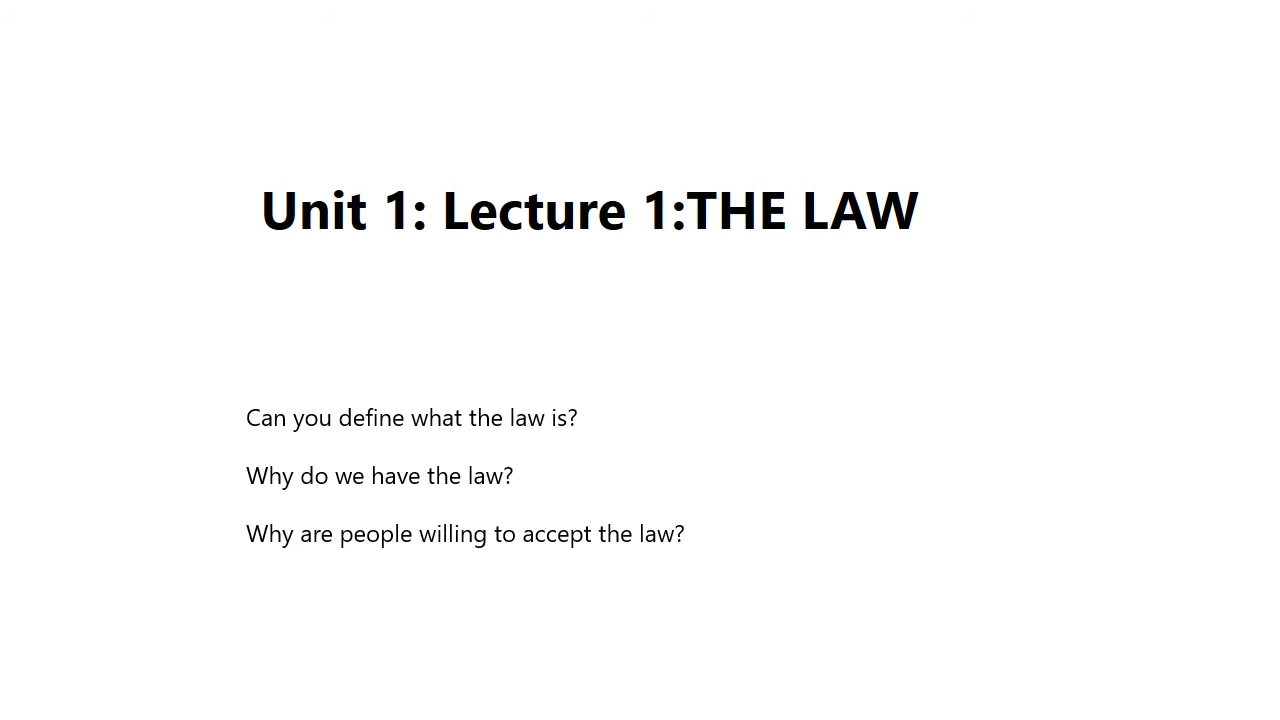 Unit 1: Lecture 1:THE LAW
Can you define what the law is?
Why do we have the law?
Why are people willing to accept the law?